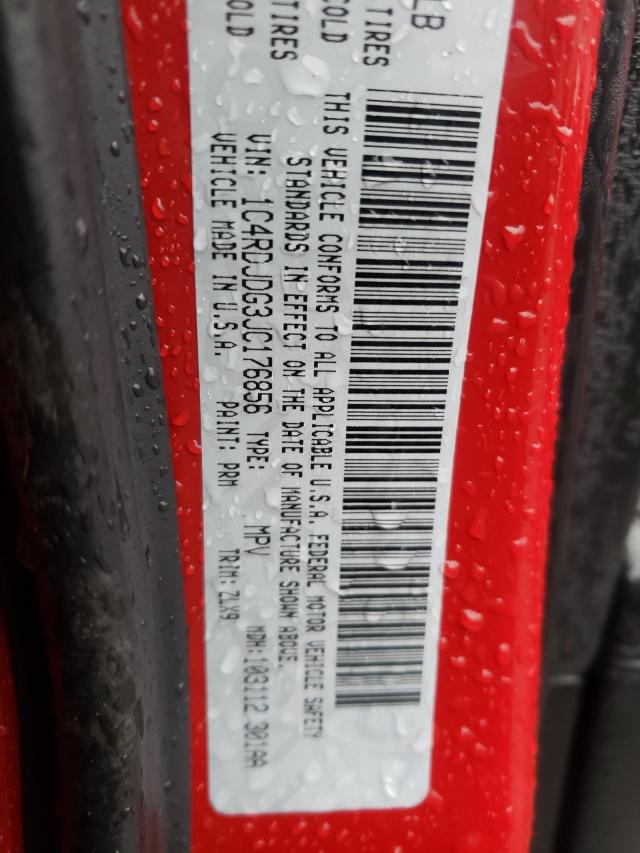 LB
TIRES
COLD
TIRES
COLD
THIS VEHICLE CONFORMS TO ALL APPLICABLE U.S.A. FEDERAL MOTOR VEHICLE SAFETY
STANDARDS IN EFFECT ON THE DATE OF MANUFACTURE SHOWN ABOVE.
VIN: 1C4RDJDG3JC176856 TYPE: MPV MDH:103112 301AA
VEHICLE MADE IN U.S.A. PAINT: PRM TRIM: ZLX9